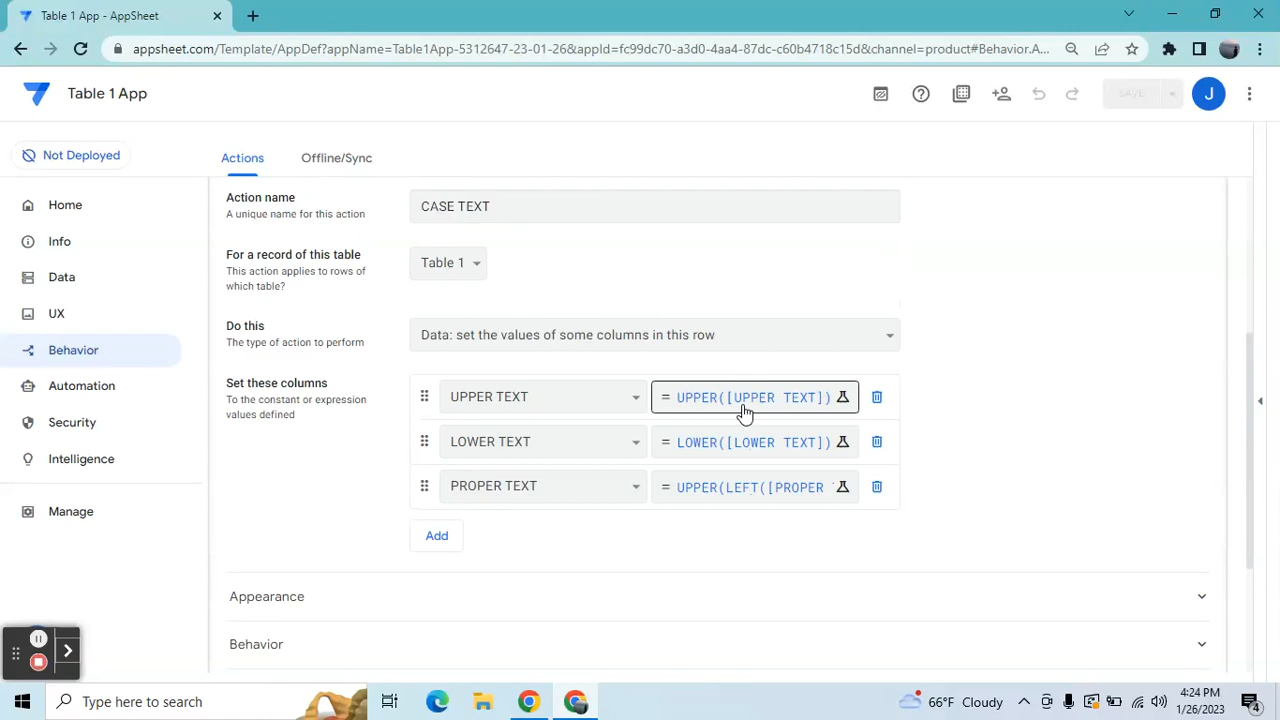 Table 1 App - AppSheet
appsheet.com/Template/AppDef?appName=Table1App-5312647-23-01-26&appId=fc99dc70-a3d0-4aa4-87dc-c60b4718c15d&channel=product#Behavior.A...
Table 1 App
SAVE
J
Not Deployed
Actions
Offline/Sync
Home
Info
Data
UX
Behavior
Automation
Security
Intelligence
Manage
Action name
A unique name for this action
CASE TEXT
For a record of this table
This action applies to rows of
which table?
Table 1
Do this
The type of action to perform
Data: set the values of some columns in this row
Set these columns
To the constant or expression
values defined
UPPER TEXT
= UPPER([UPPER TEXT])
LOWER TEXT
= LOWER([LOWER TEXT])
PROPER TEXT
= UPPER(LEFT([PROPER
Add
Appearance
Behavior
Type here to search
66°F Cloudy
4:24 PM
1/26/2023
4